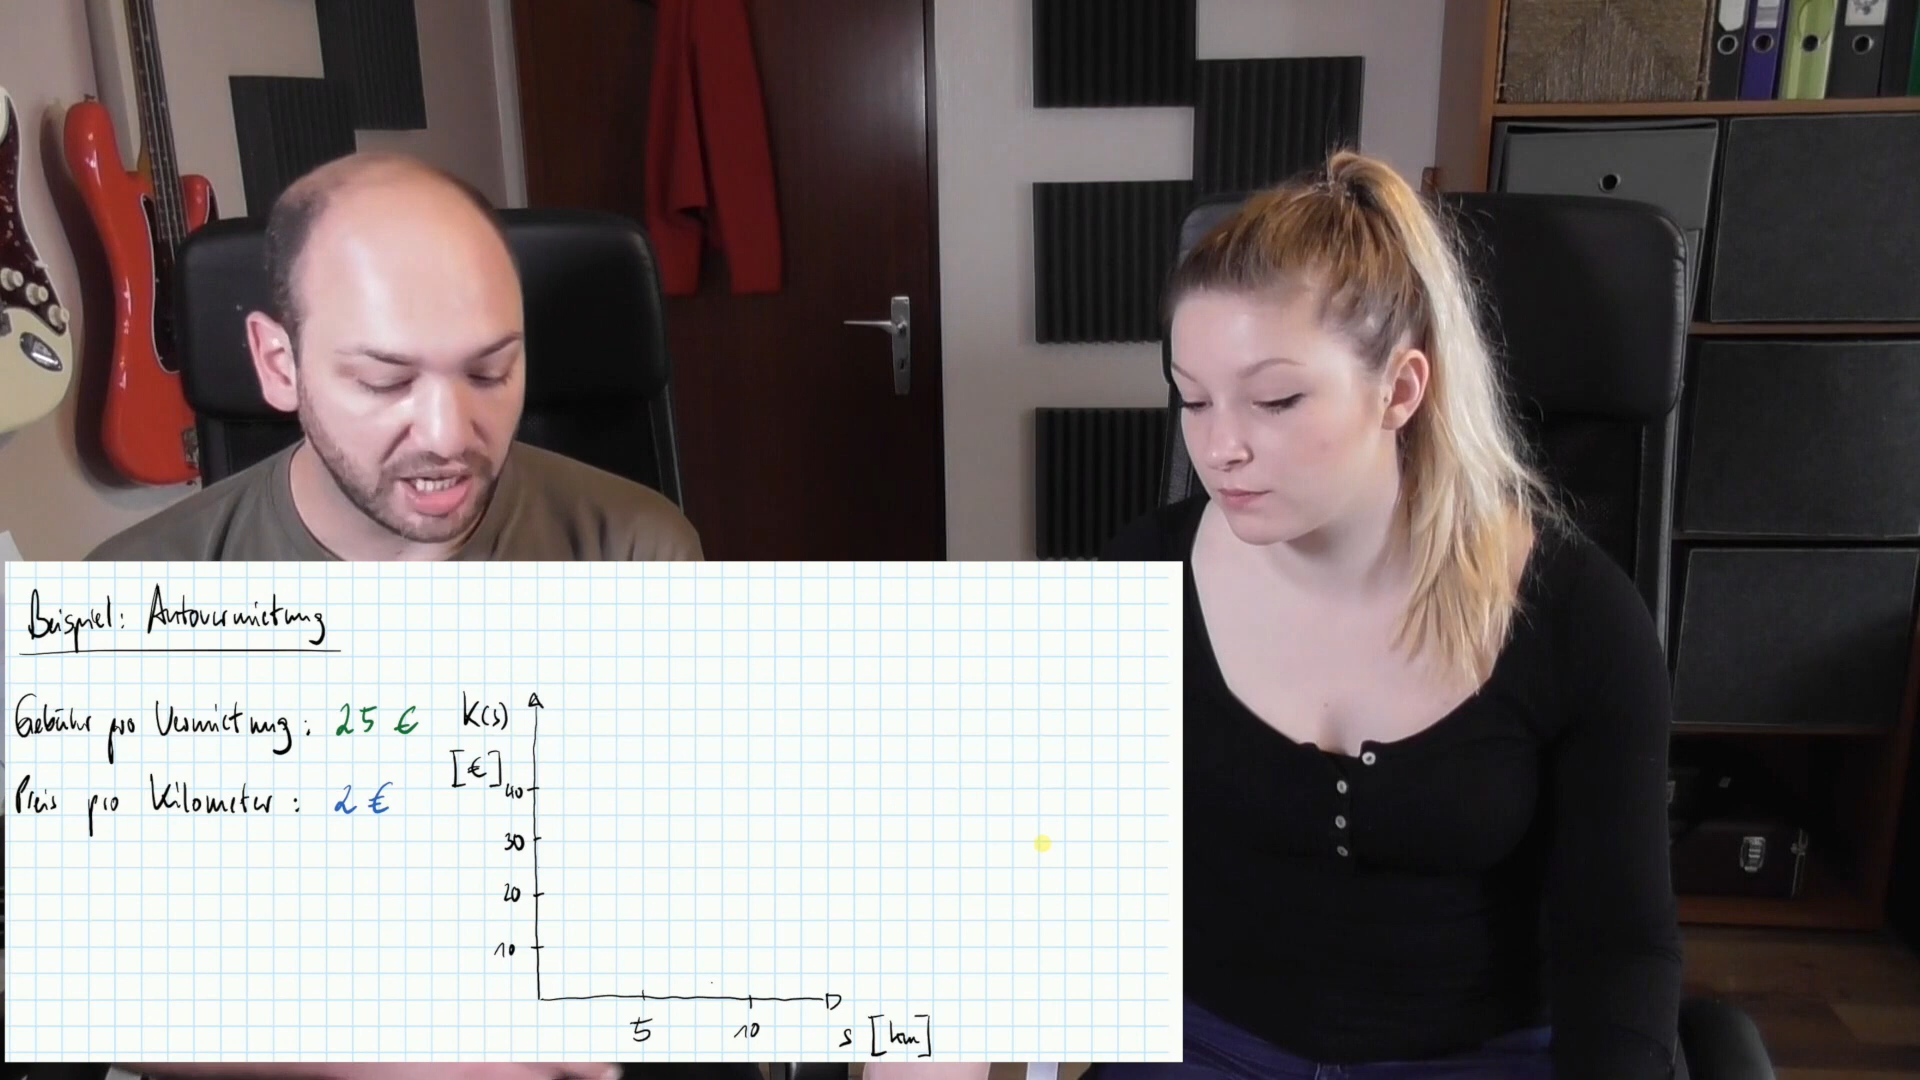 Beispiel: Autovermietung
Gebühr pro Vermietung: 25 €
Preis pro Kilometer: 2 €
K(s)
[€]
40
30
20
10
5 10
s [km]